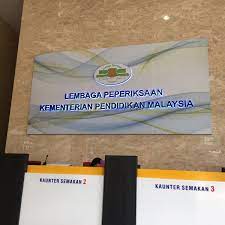 LEMBAGA PEPERIKSAAN
KEMENTERIAN PENDIDIKAN MALAYSIA
KAUNTER SEMAKAN 2
KAUNTER SEMAKAN 3